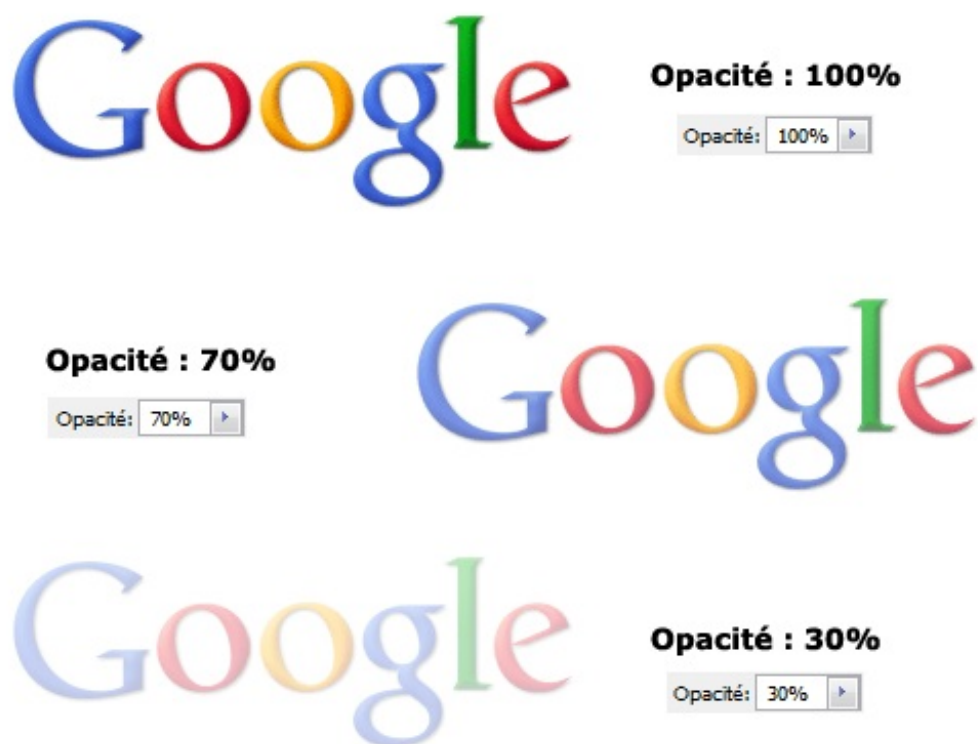 Google
Opacité : 100%
Opacité: 100%
Opacité : 70%
Opacité: 70%
Google
Google
Opacité : 30%
Opacité: 30%